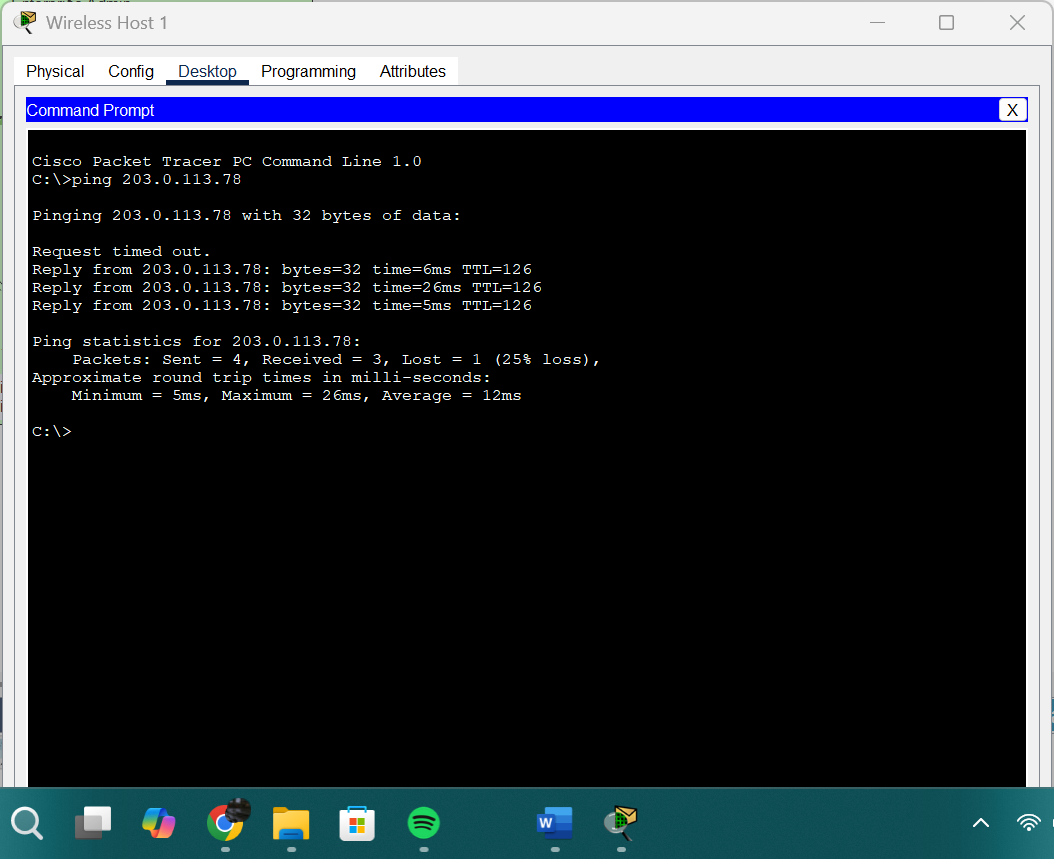 Wireless Host 1
Physical Config Desktop Programming Attributes
Command Prompt X
Cisco Packet Tracer PC Command Line 1.0
C:\>ping 203.0.113.78
Pinging 203.0.113.78 with 32 bytes of data:
Request timed out.
Reply from 203.0.113.78: bytes=32 time=6ms TTL=126
Reply from 203.0.113.78: bytes=32 time=26ms TTL=126
Reply from 203.0.113.78: bytes=32 time=5ms TTL=126
Ping statistics for 203.0.113.78:
Packets: Sent = 4, Received = 3, Lost = 1 (25% loss),
Approximate round trip times in milli-seconds:
Minimum = 5ms, Maximum = 26ms, Average = 12ms
C:\>
W